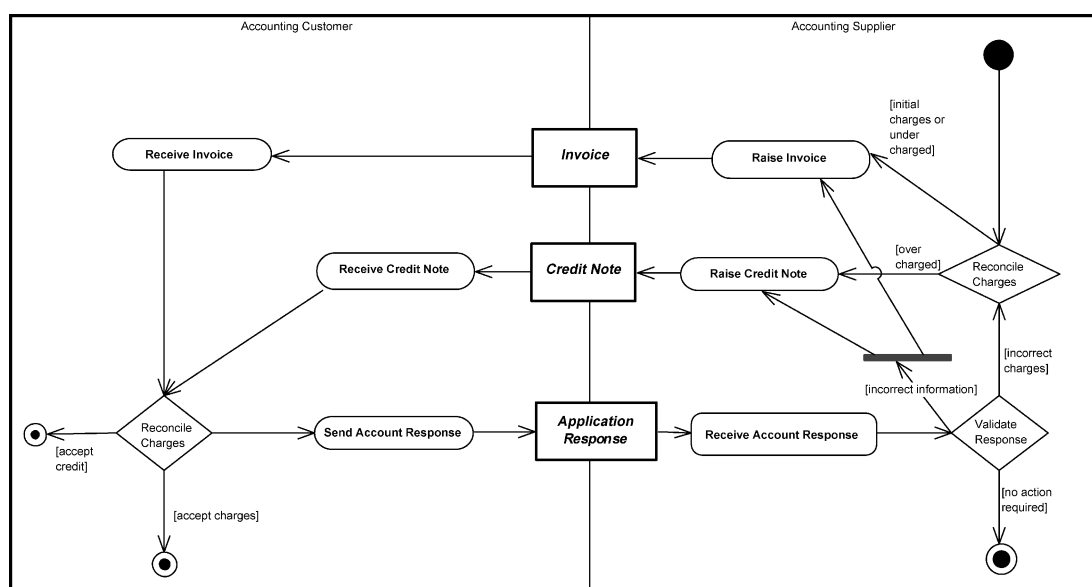 Accounting Customer
Accounting Supplier
[initial
charges or
under
charged]
Receive Invoice
Invoice
Raise Invoice
Receive Credit Note
Credit Note
Raise Credit Note
[over
charged]
Reconcile
Charges
[incorrect
charges]
[incorrect information]
Reconcile
Charges
Send Account Response
Application
Response
Receive Account Response
Validate
Response
[accept
credit]
[no action
required]
[accept charges]